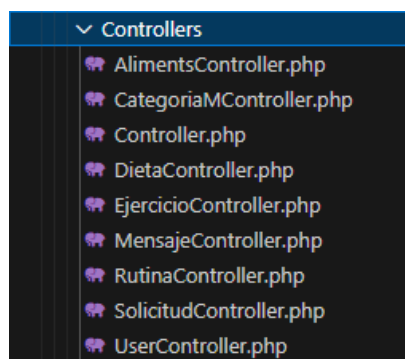 Controllers
AlimentsController.php
CategoriaMController.php
Controller.php
DietaController.php
EjercicioController.php
MensajeController.php
RutinaController.php
SolicitudController.php
UserController.php